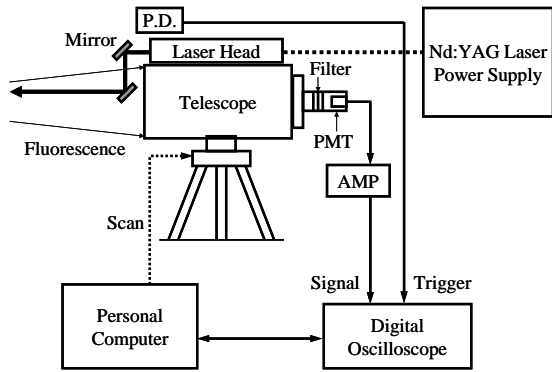 P.D.
Mirror
Laser Head
Nd:YAG Laser
Power Supply
Filter
Telescope
PMT
Fluorescence
AMP
Scan
Signal
Trigger
Personal
Computer
Digital
Oscilloscope